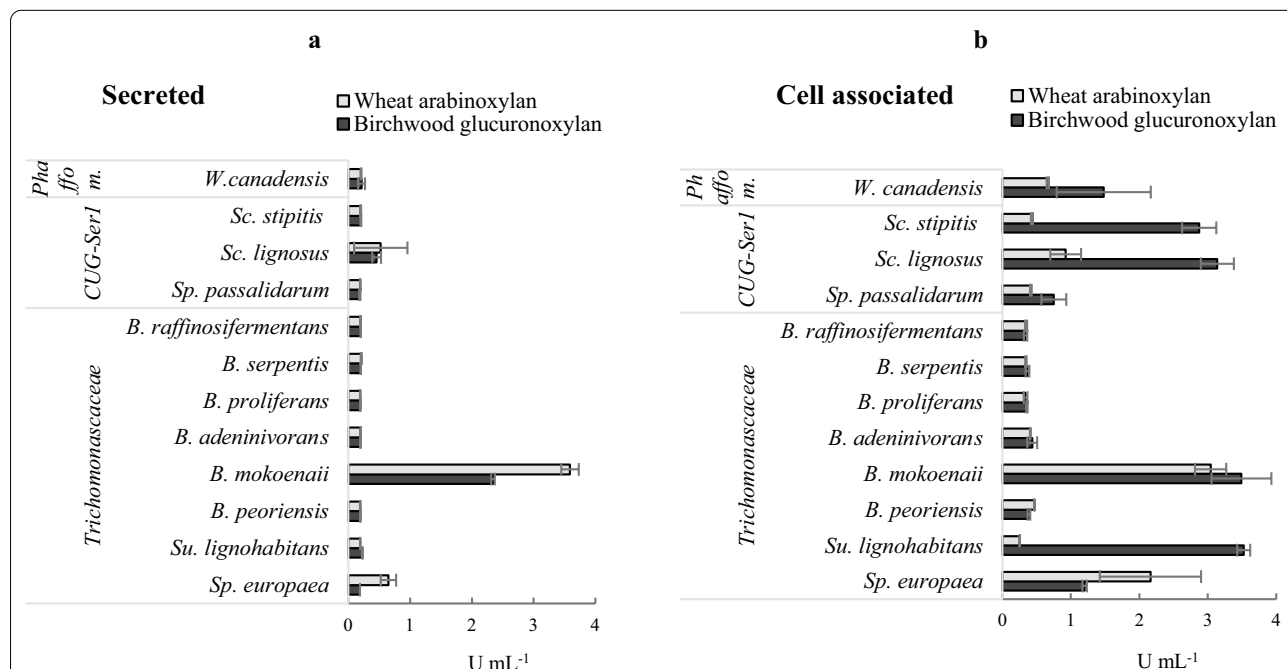 a
Secreted
Wheat arabinoxylan
Birchwood glucuronoxylan
Pha
ffo
m.
W.canadensis
CUG-Ser1
Sc. stipitis
Sc. lignosus
Sp. passalidarum
Trichomonascaceae
B. raffinosifermentans
B. serpentis
B. proliferans
B. adeninivorans
B. mokoenaii
B. peoriensis
Su. lignohabitans
Sp. europaea
0 1 2 3 4
U mL-1
b
Cell associated
Wheat arabinoxylan
Birchwood glucuronoxylan
Ph
affo
m.
W. canadensis
CUG-Ser1
Sc. stipitis
Sc. lignosus
Sp. passalidarum
Trichomonascaceae
B. raffinosifermentans
B. serpentis
B. proliferans
B. adeninivorans
B. mokoenaii
B. peoriensis
Su. lignohabitans
Sp. europaea
0 1 2 3 4
U mL-1